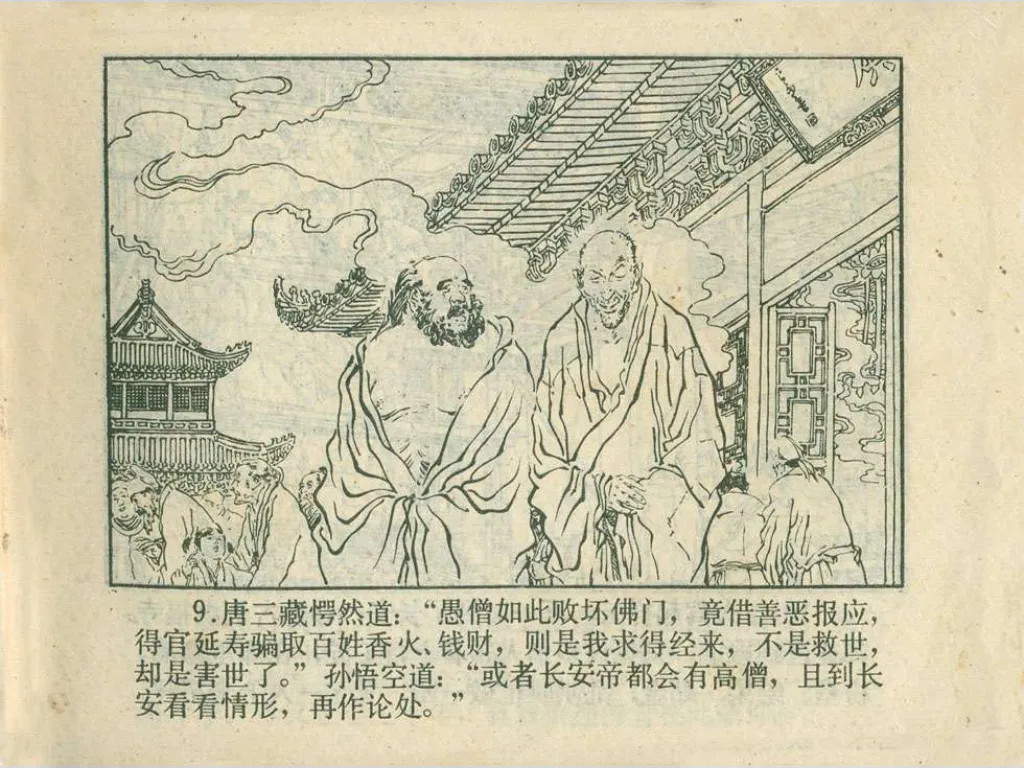 9.唐三藏愕然道：“愚僧如此败坏佛门，竟借善恶报应，
得官延寿骗取百姓香火、钱财，则是我求得经来，不是救世，
却是害世了。”孙悟空道：“或者长安帝都会有高僧，且到长
安看看情形，再作论处。”